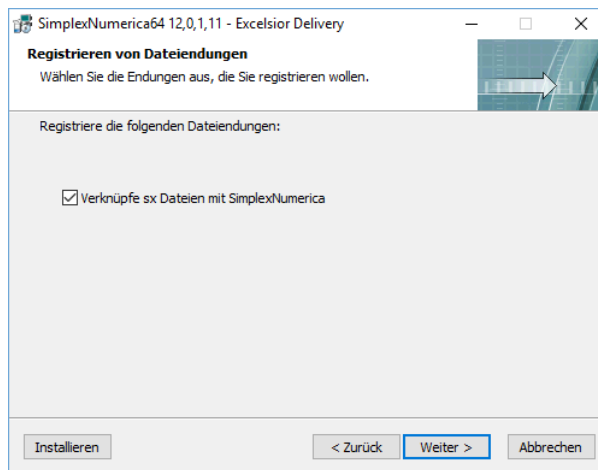 SimplexNumerica64 12,0,1,11 - Excelsior Delivery
Registrieren von Dateiendungen
Wählen Sie die Endungen aus, die Sie registrieren wollen.
Registriere die folgenden Dateiendungen:
Verknüpfe sx Dateien mit SimplexNumerica
Installieren
< Zurück
Weiter >
Abbrechen